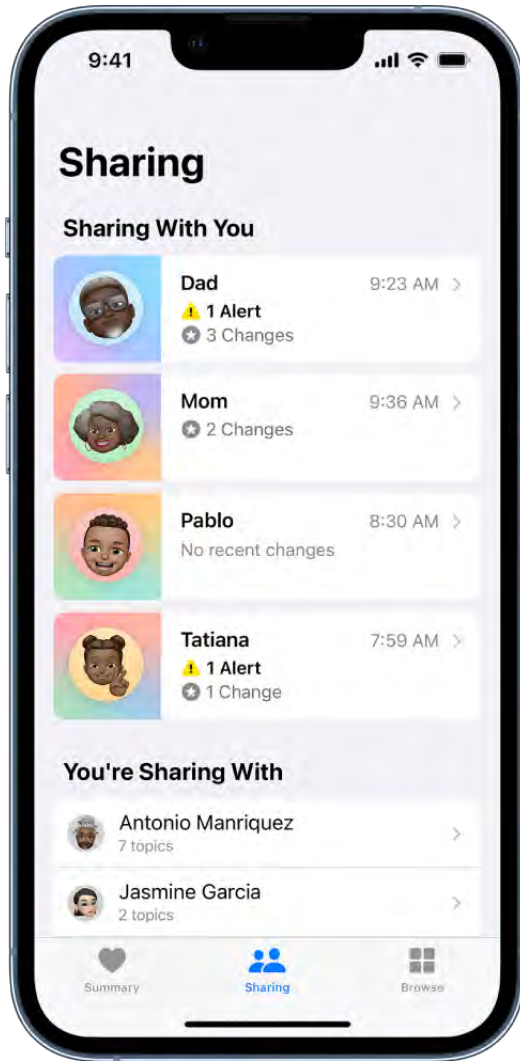 9:41
Sharing
Sharing With You
Dad
9:23 AM
1 Alert
3 Changes
Mom
9:36 AM
2 Changes
Pablo
8:30 AM
No recent changes
Tatiana
7:59 AM
1 Alert
1 Change
You're Sharing With
Antonio Manriquez
7 topics
Jasmine Garcia
2 topics
Summary
Sharing
Browse